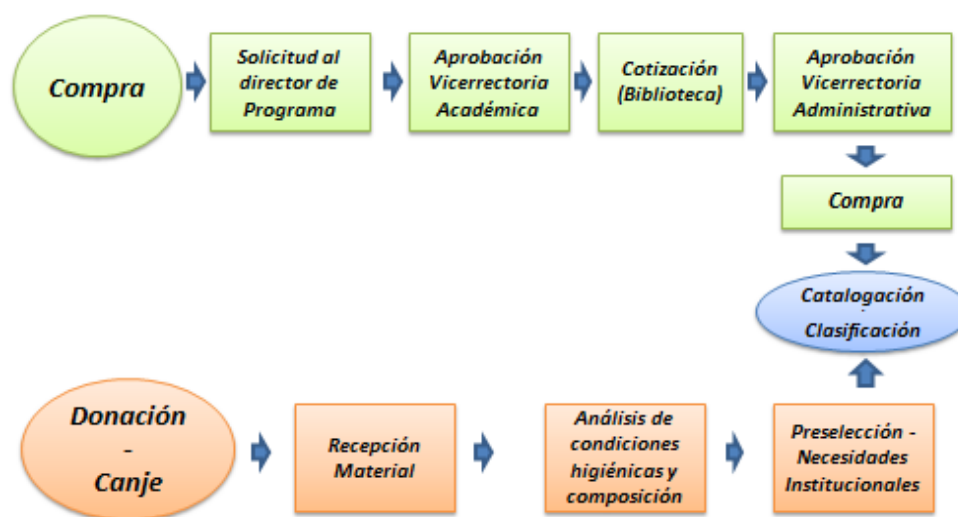 Compra
Solicitud al
director de
Programa
Aprobación
Vicerrectoria
Académica
Cotización
(Biblioteca)
Aprobación
Vicerrectoria
Administrativa
Compra
Catalogación
-
Clasificación
Donación
-
Canje
Recepción
Material
Análisis de
condiciones
higiénicas y
composición
Preselección -
Necesidades
Institucionales